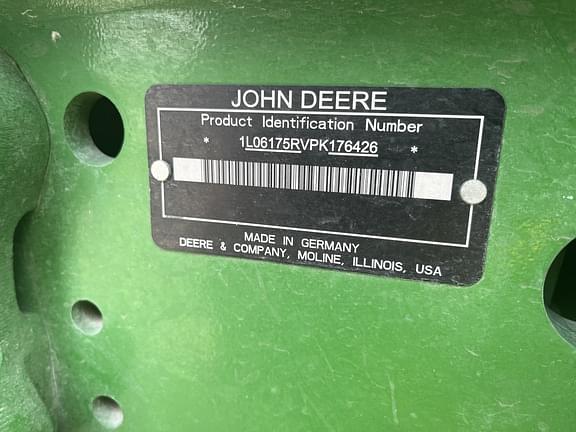 JOHN DEERE
Product Identification Number
* 1L06175RVPK176426 *
MADE IN GERMANY
DEERE & COMPANY, MOLINE, ILLINOIS, USA